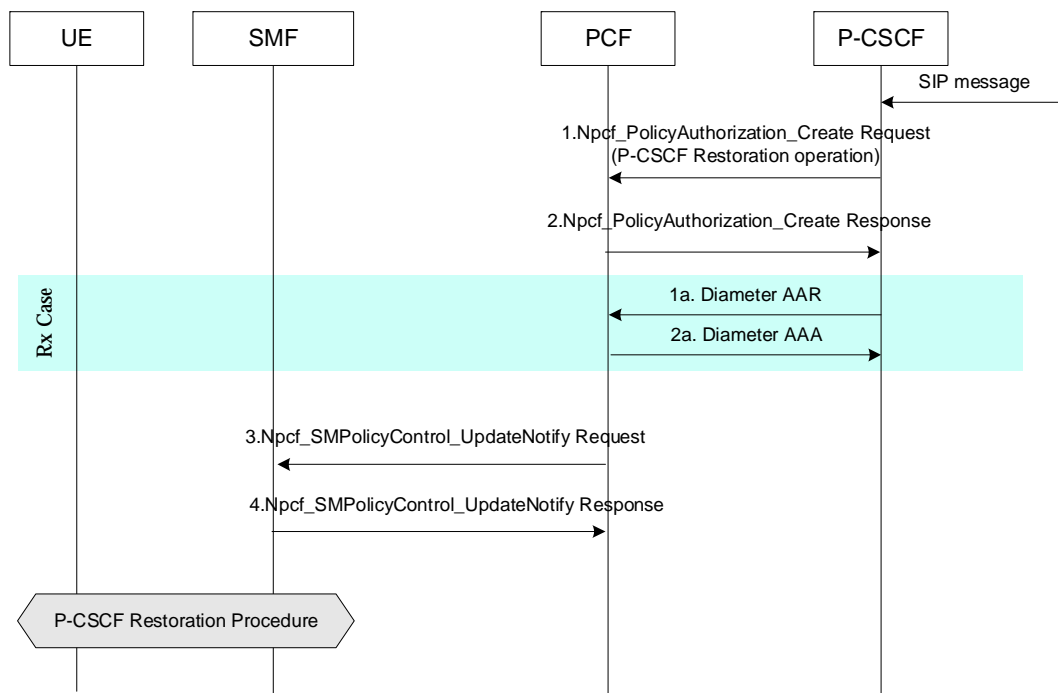 UE
SMF
PCF
P-CSCF
SIP message
1.Npcf_PolicyAuthorization_Create Request
(P-CSCF Restoration operation)
2.Npcf_PolicyAuthorization_Create Response
Rx Case
1a. Diameter AAR
2a. Diameter AAA
3.Npcf_SMPolicyControl_UpdateNotify Request
4.Npcf_SMPolicyControl_UpdateNotify Response
P-CSCF Restoration Procedure